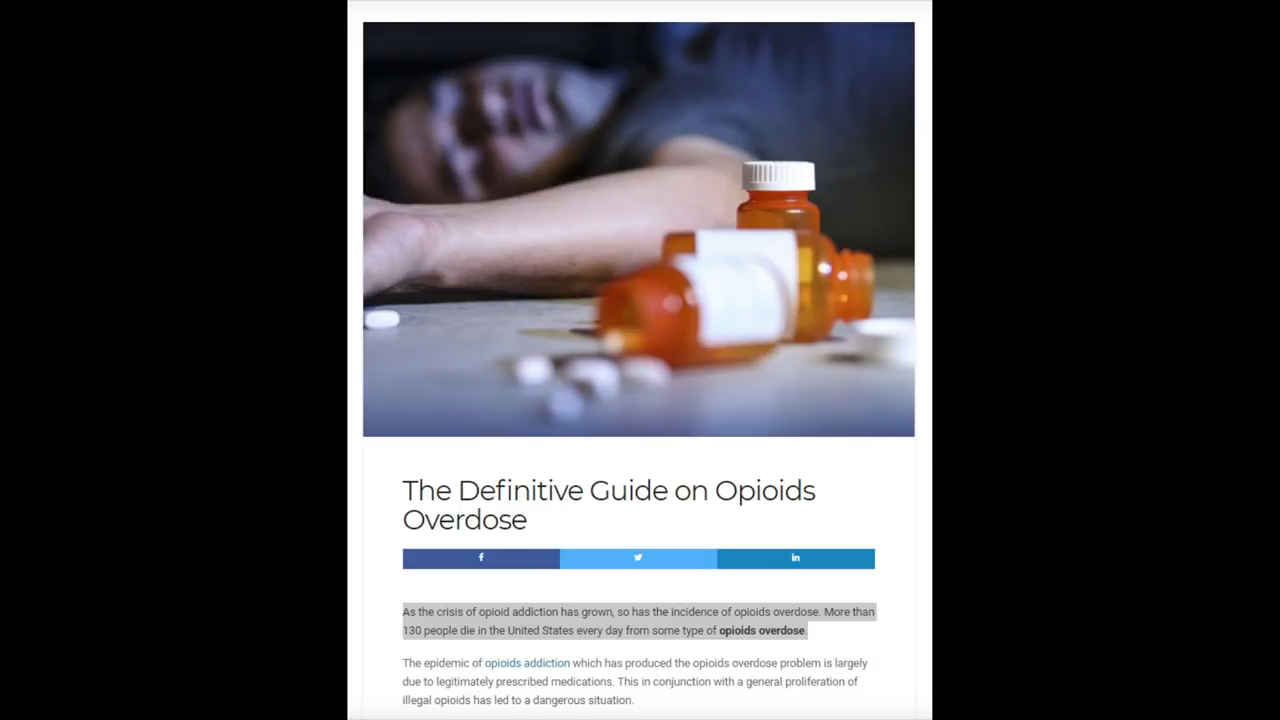 The Definitive Guide on Opioids
Overdose
As the crisis of opioid addiction has grown, so has the incidence of opioids overdose. More than
130 people die in the United States every day from some type of opioids overdose.
The epidemic of opioids addiction which has produced the opioids overdose problem is largely
due to legitimately prescribed medications. This in conjunction with a general proliferation of
illegal opioids has led to a dangerous situation.